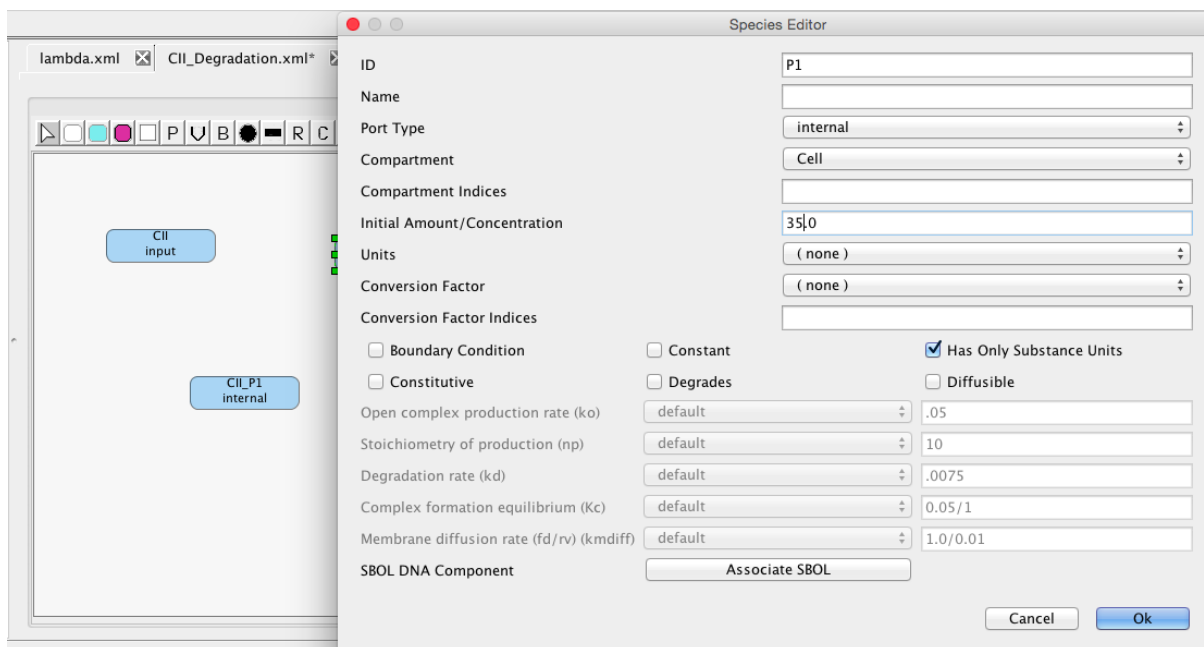 Species Editor
lambda.xml CII_Degradation.xml*
P V B R C
CII
input
CII_P1
internal
ID P1
Name
Port Type internal
Compartment Cell
Compartment Indices
Initial Amount/Concentration 35.0
Units ( none )
Conversion Factor ( none )
Conversion Factor Indices
Boundary Condition Constant Has Only Substance Units
Constitutive Degrades Diffusible
Open complex production rate (ko) default .05
Stoichiometry of production (np) default 10
Degradation rate (kd) default .0075
Complex formation equilibrium (Kc) default 0.05/1
Membrane diffusion rate (fd/rv) (kmdiff) default 1.0/0.01
SBOL DNA Component Associate SBOL
Cancel Ok